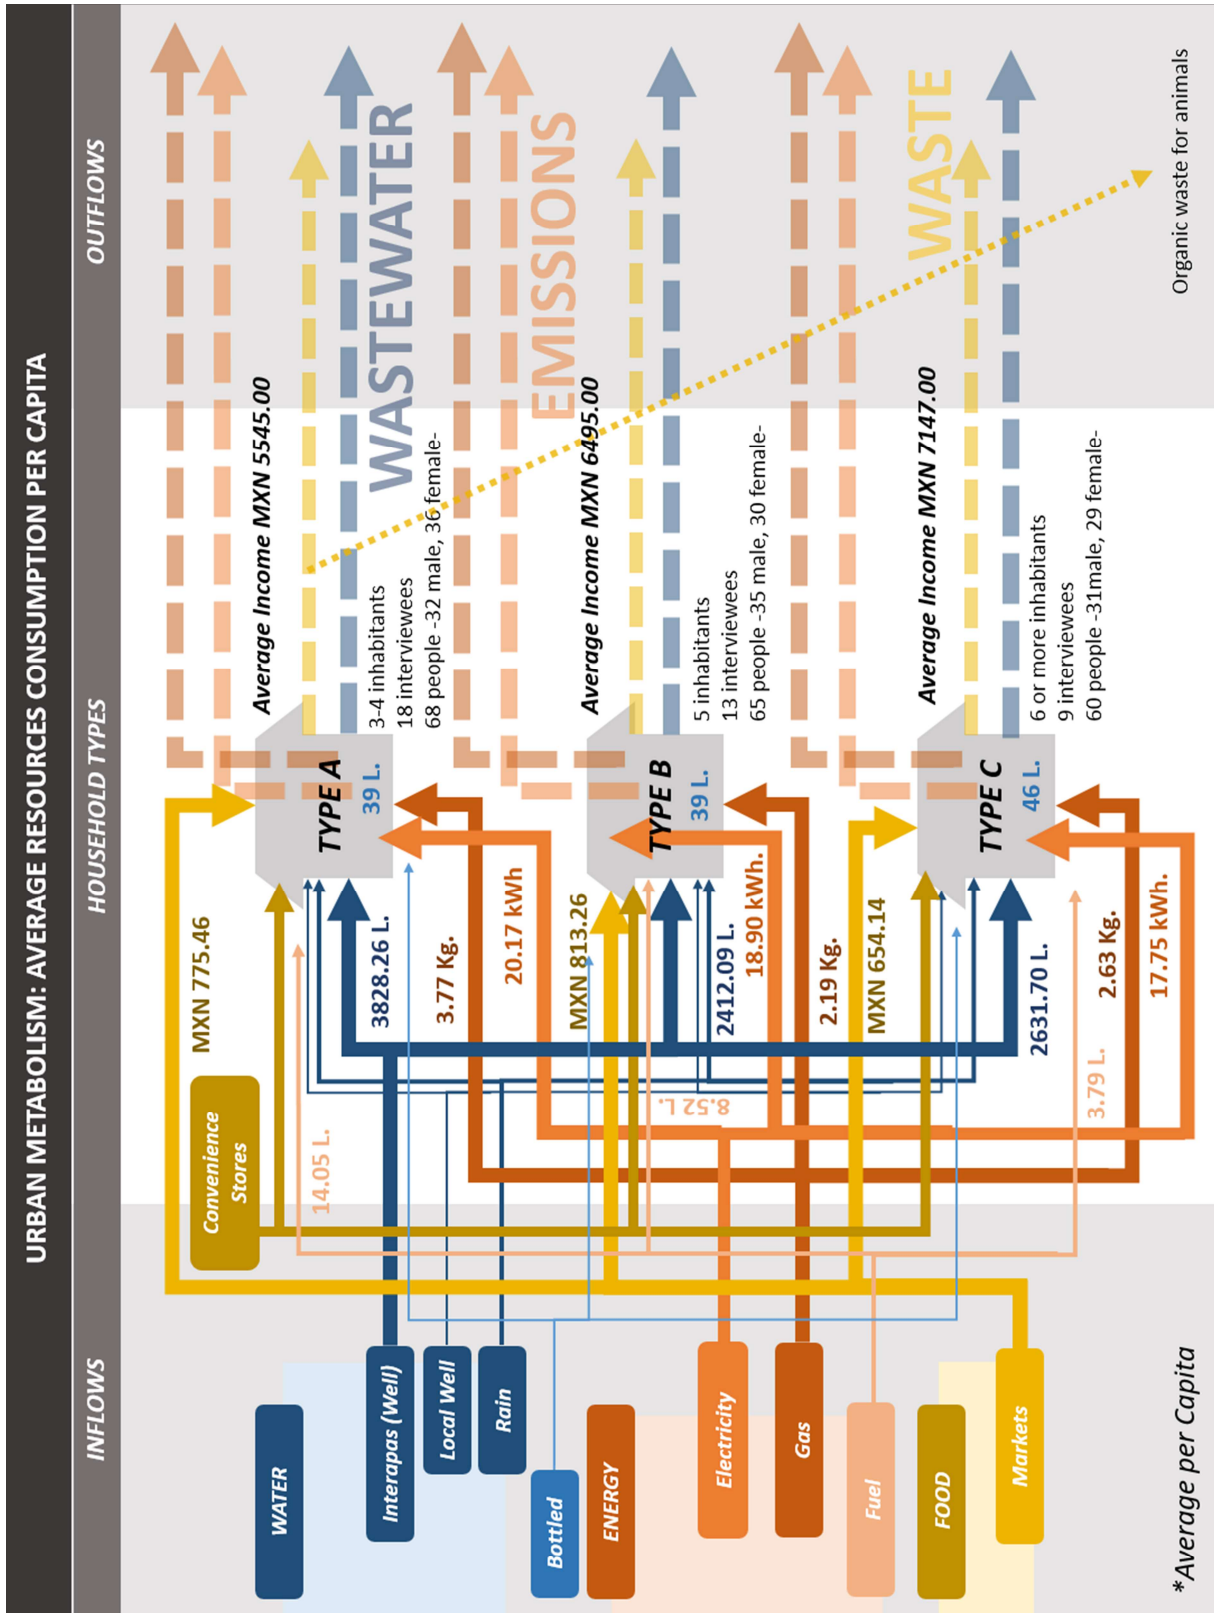 URBAN METABOLISM: AVERAGE RESOURCES CONSUMPTION PER CAPITA
INFLOWS
HOUSEHOLD TYPES
OUTFLOWS
WATER
Interapas (Well)
Local Well
Rain
Bottled
ENERGY
Electricity
Gas
Fuel
FOOD
Markets
*Average per Capita
Convenience
Stores
MXN 775.46
14.05 L.
3828.26 L.
3.77 Kg.
20.17 kWh
MXN 813.26
8.52 L.
2412.09 L.
18.90 kWh.
2.19 Kg.
MXN 654.14
2631.70 L.
3.79 L.
2.63 Kg.
17.75 kWh.
TYPE A
39 L.
Average Income MXN 5545.00
3-4 inhabitants
18 interviewees
68 people -32 male, 36 female-
TYPE B
39 L.
Average Income MXN 6495.00
5 inhabitants
13 interviewees
65 people -35 male, 30 female-
TYPE C
46 L.
Average Income MXN 7147.00
6 or more inhabitants
9 interviewees
60 people -31male, 29 female-
WASTEWATER
EMISSIONS
WASTE
Organic waste for animals